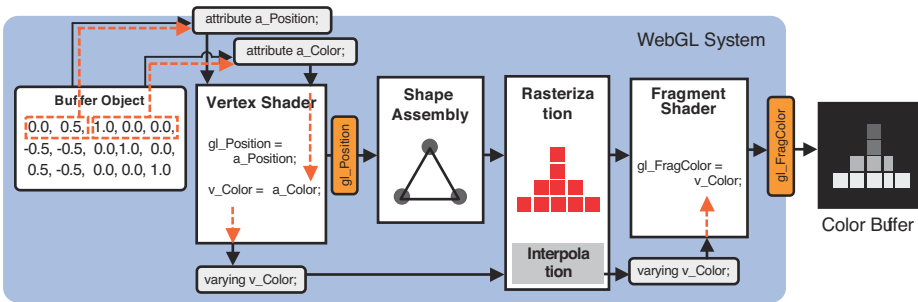 attribute a_Position;
attribute a_Color;
WebGL System
Buffer Object
0.0, 0.5, 1.0, 0.0, 0.0,
-0.5, -0.5, 0.0,1.0, 0.0,
0.5, -0.5, 0.0, 0.0, 1.0
Vertex Shader
gl_Position =
a_Position;
v_Color = a_Color;
gl_Position
Shape
Assembly
Rasteriza
tion
Interpola
tion
Fragment
Shader
gl_FragColor =
v_Color;
gl_FragColor
varying v_Color;
varying v_Color;
Color Buffer